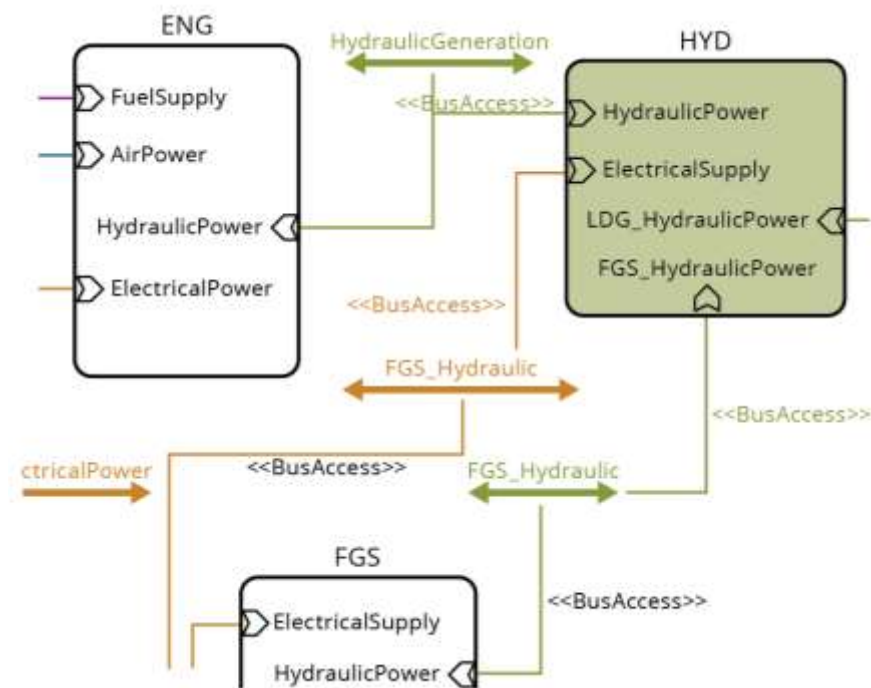 ENG
HydraulicGeneration
HYD
FuelSupply
<<BusAccess>>
HydraulicPower
AirPower
ElectricalSupply
HydraulicPower
LDG_HydraulicPower
FGS_HydraulicPower
ElectricalPower
<<BusAccess>>
FGS_Hydraulic
<<BusAccess>>
<<BusAccess>>
ctricalPower
FGS_Hydraulic
FGS
<<BusAccess>>
ElectricalSupply
HydraulicPower